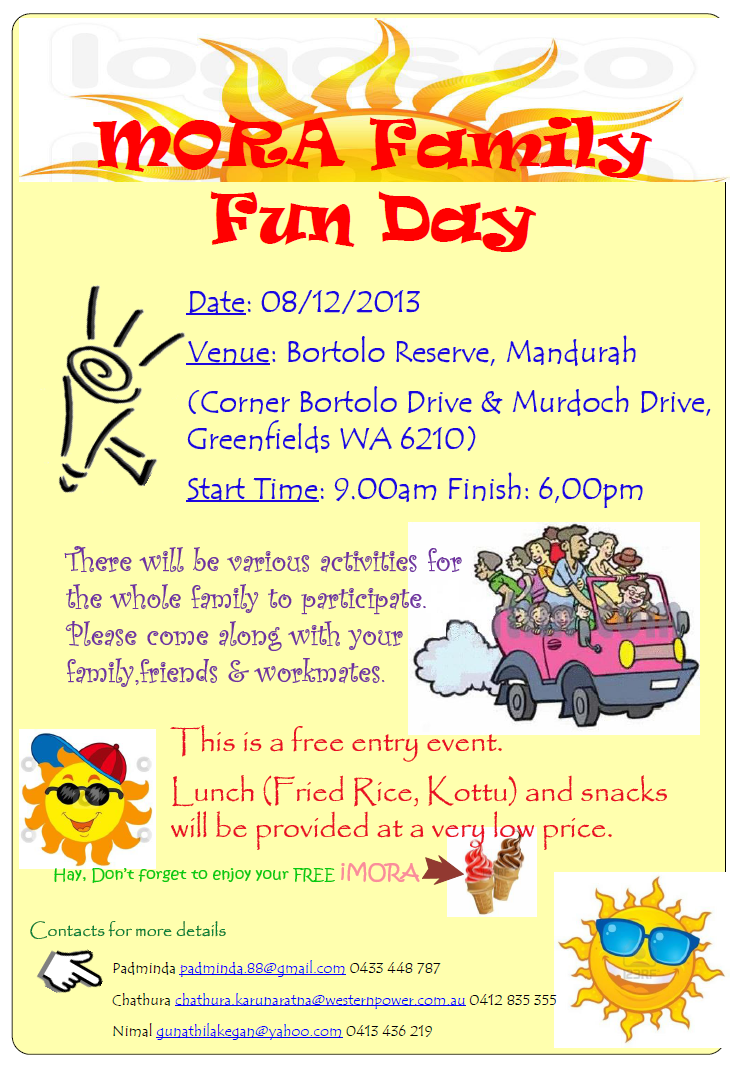 logos co
MORA Family
Fun Day
Date: 08/12/2013
Venue: Bortolo Reserve, Mandurah
(Corner Bortolo Drive & Murdoch Drive,
Greenfields WA 6210)
Start Time: 9.00am Finish: 6,00pm
There will be various activities for
the whole family to participate.
Please come along with your
family,friends & workmates.
This is a free entry event.
Lunch (Fried Rice, Kottu) and snacks
will be provided at a very low price.
Hay, Don't forget to enjoy your FREE iMORA
Contacts for more details
Padminda padminda.88@gmail.com 0433 448 787
Chathura chathura.karunaratna@westernpower.com.au 0412 835 355
Nimal gunathilakegan@yahoo.com 0413 436 219
123RF